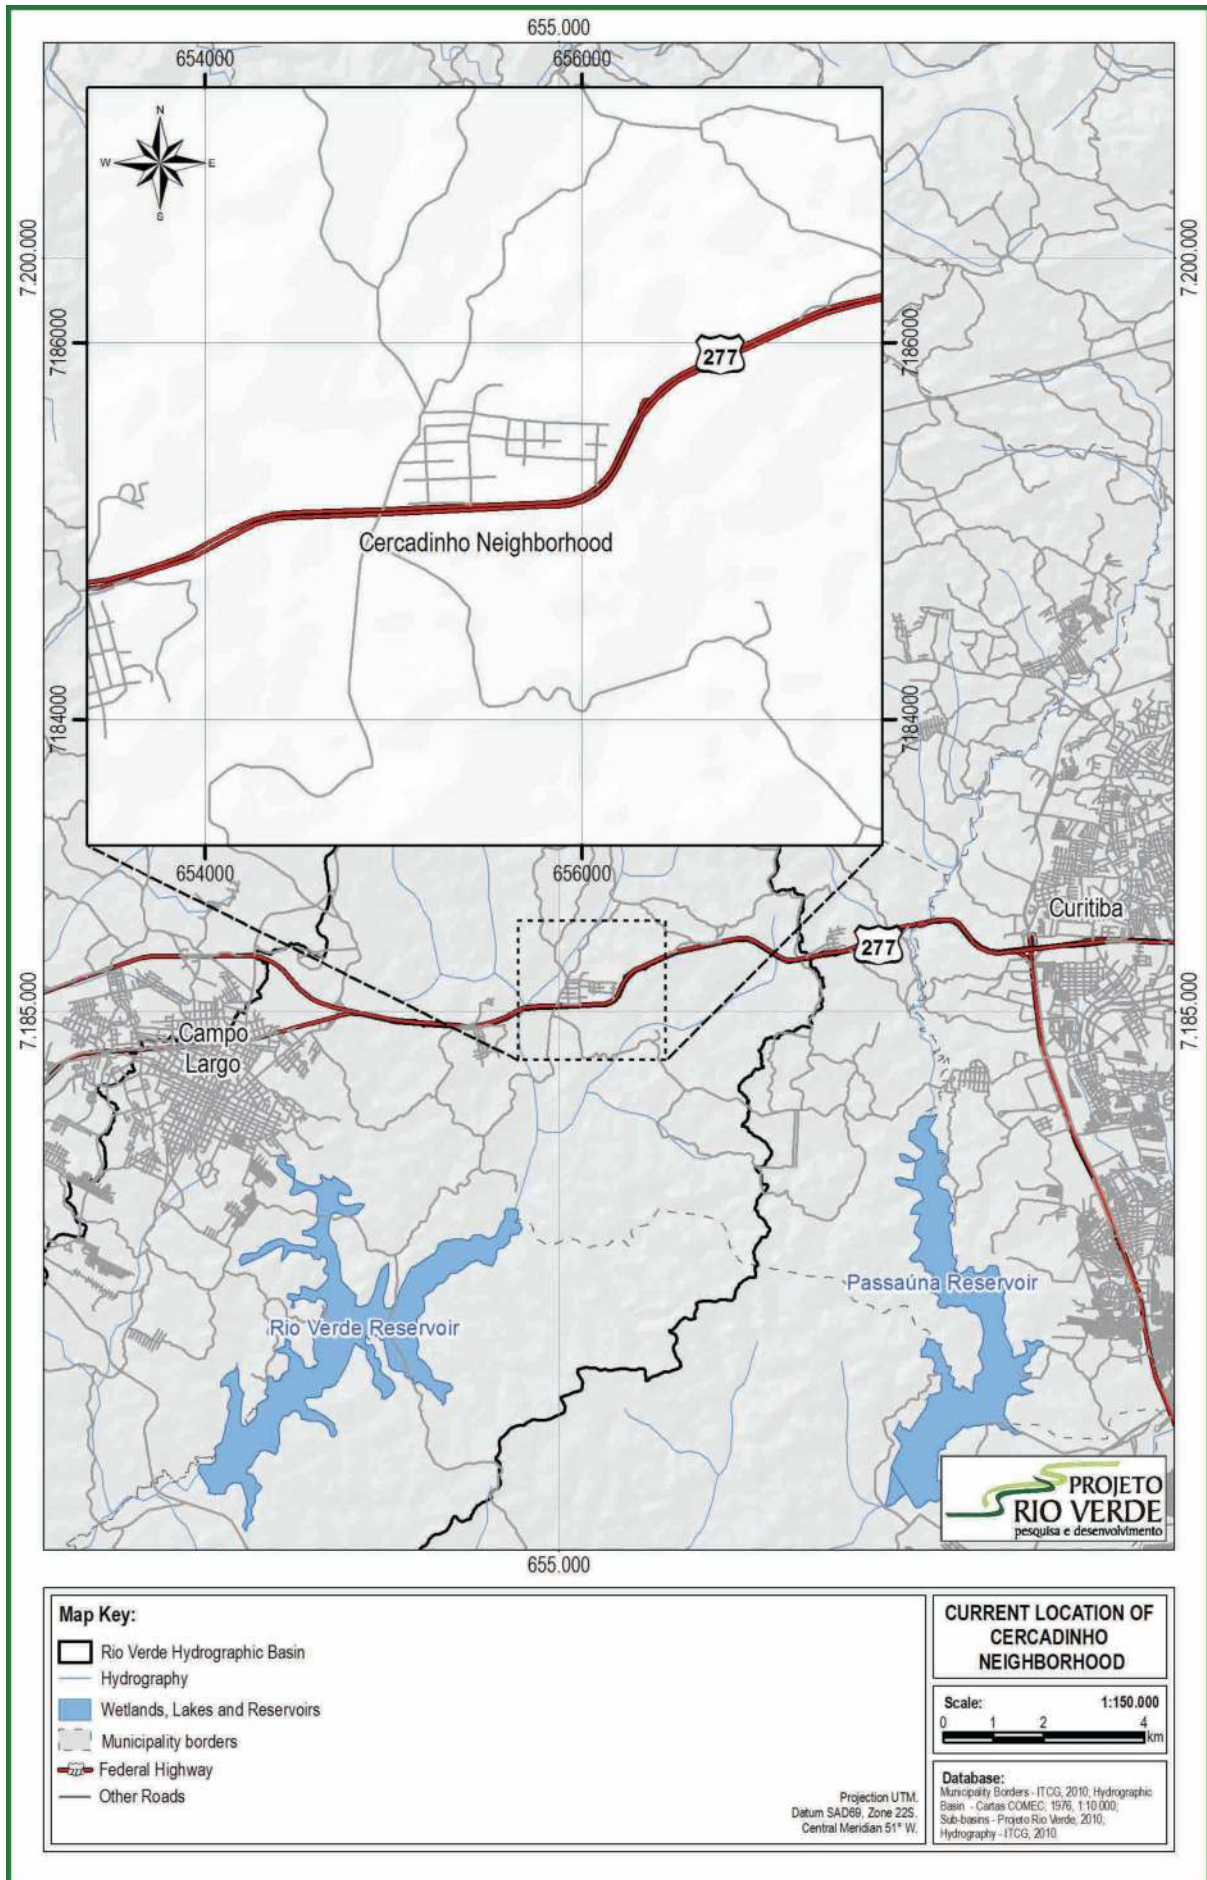 655.000
654000
656000
N
W
E
S
7.200.000
7.200.000
7186000
7186000
277
Cercadinho Neighborhood
7184000
7184000
654000
656000
Curitiba
277
7.185.000
7.185.000
Campo
Largo
Passaúna Reservoir
Rio Verde Reservoir
PROJETO
RIO VERDE
pesquisa e desenvolvimento
655.000
Map Key:
Rio Verde Hydrographic Basin
Hydrography
Wetlands, Lakes and Reservoirs
Municipality borders
277
Federal Highway
Other Roads
Projection UTM.
Datum SAD69, Zone 22S.
Central Meridian 51° W.
CURRENT LOCATION OF
CERCADINHO
NEIGHBORHOOD
Scale: 1:150.000
0 1 2 4
km
Database:
Municipality Borders - ITCG, 2010; Hydrographic
Basin - Cartas COMEC, 1976, 1:10.000;
Sub-basins - Projeto Rio Verde, 2010;
Hydrography - ITCG, 2010.